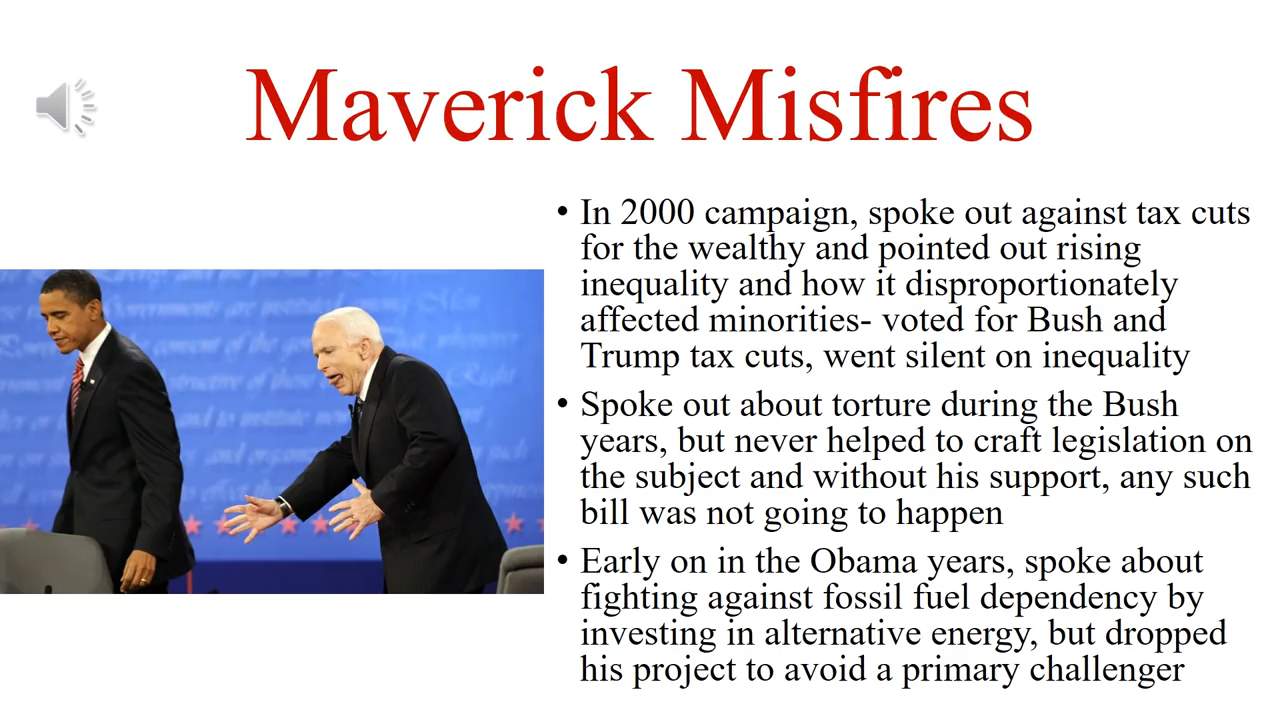 Maverick Misfires
• In 2000 campaign, spoke out against tax cuts
for the wealthy and pointed out rising
inequality and how it disproportionately
affected minorities- voted for Bush and
Trump tax cuts, went silent on inequality
• Spoke out about torture during the Bush
years, but never helped to craft legislation on
the subject and without his support, any such
bill was not going to happen
• Early on in the Obama years, spoke about
fighting against fossil fuel dependency by
investing in alternative energy, but dropped
his project to avoid a primary challenger